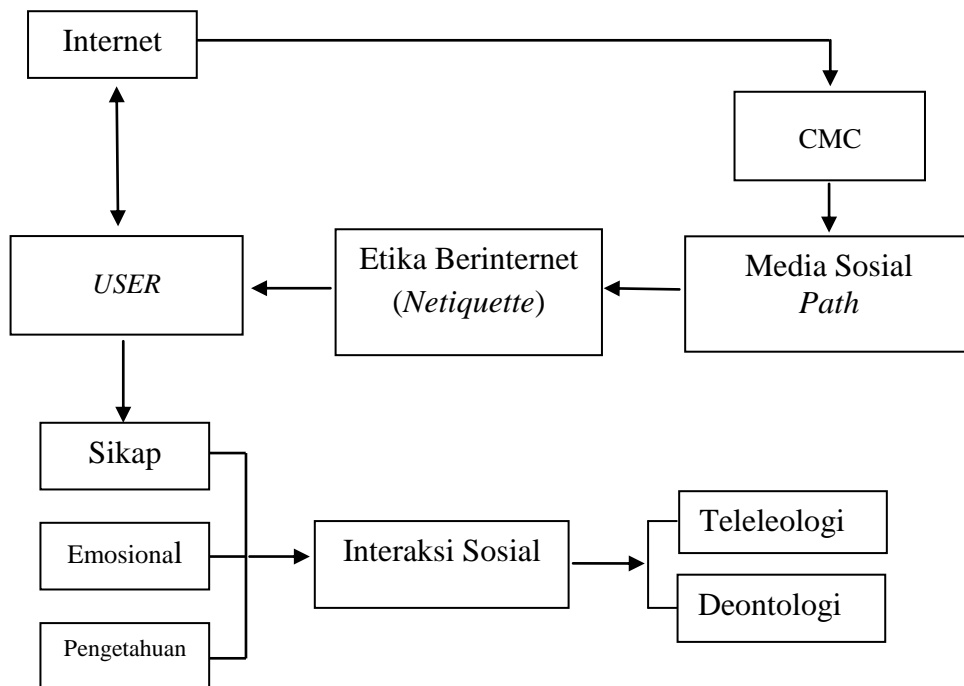 Internet
CMC
USER
Etika Berinternet
(Netiquette)
Media Sosial
Path
Sikap
Emosional
Pengetahuan
Interaksi Sosial
Teleleologi
Deontologi